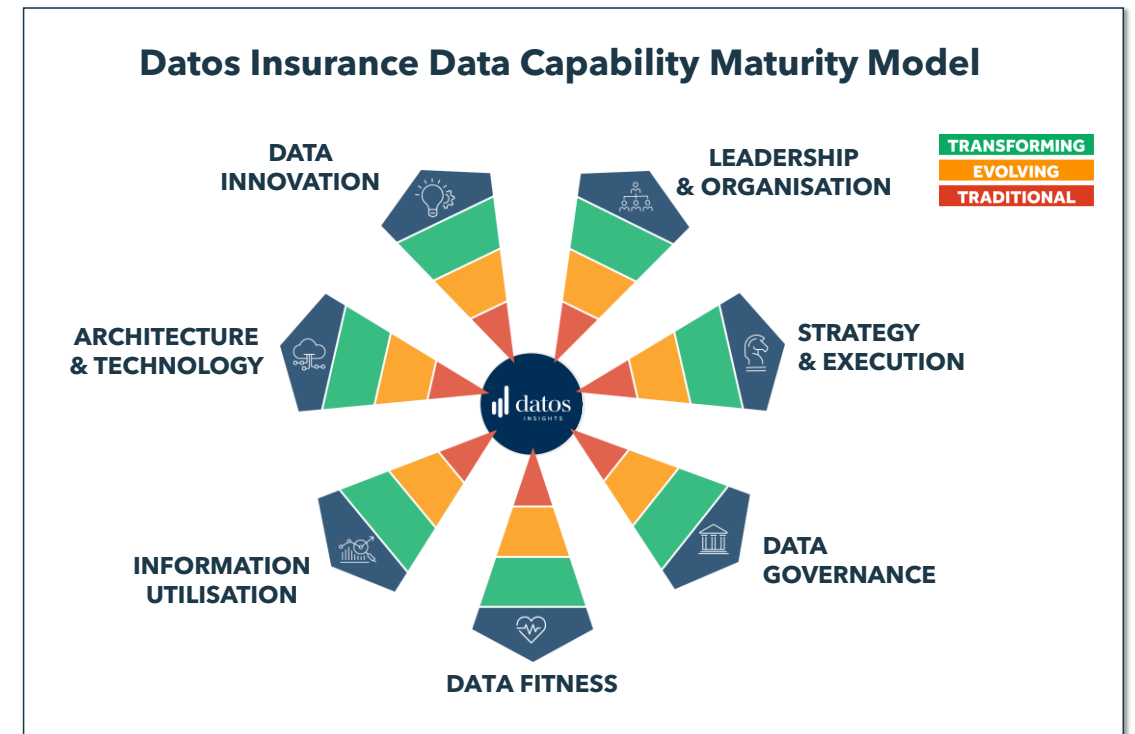 Datos Insurance Data Capability Maturity Model
DATA
INNOVATION
LEADERSHIP
& ORGANISATION
TRANSFORMING
EVOLVING
TRADITIONAL
ARCHITECTURE
& TECHNOLOGY
STRATEGY
& EXECUTION
datos
INSIGHTS
INFORMATION
UTILISATION
DATA
GOVERNANCE
DATA FITNESS